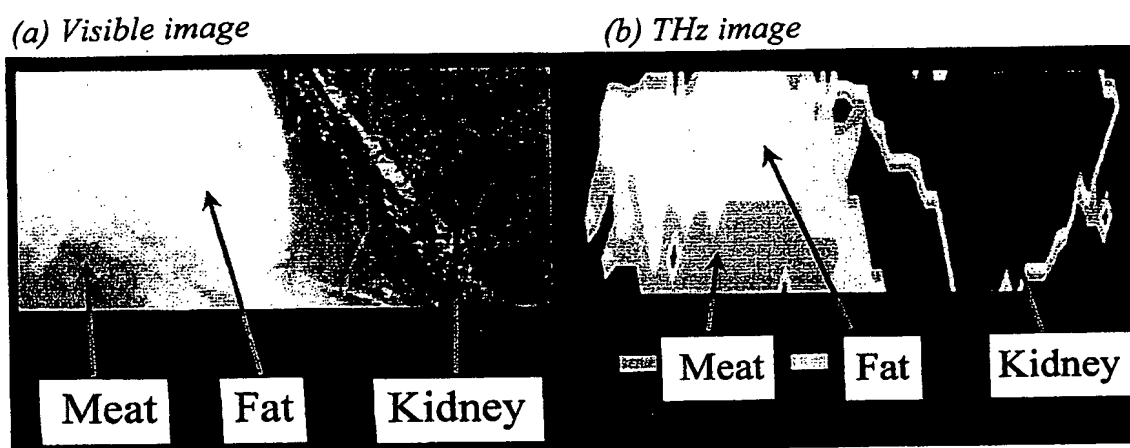 (a) Visible image
(b) THz image
Meat
Fat
Kidney
Meat
Fat
Kidney